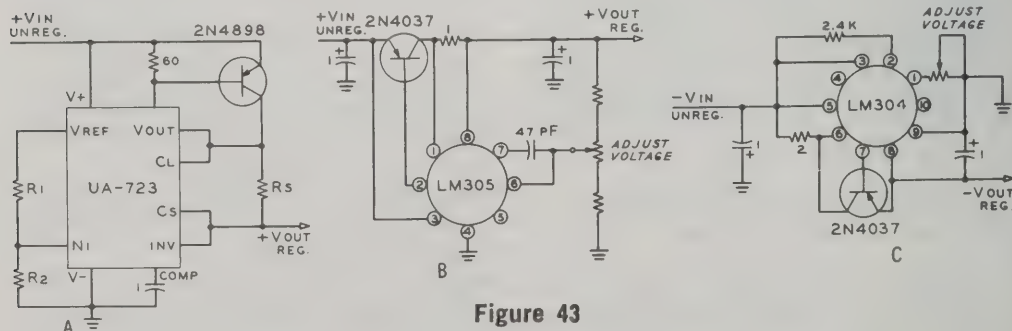 +VIN
UNREG.
2N4898
60
V+
VREF
VOUT
CL
UA-723
R1
RS
CS
NI
INV
+VOUT
REG.
R2
V-
COMP
1
A
+VIN
UNREG.
2N4037
1
+VOUT
REG.
+
1
+
1
8
47 PF
1
7
ADJUST
VOLTAGE
2
LM305
6
3
5
4
B
ADJUST
VOLTAGE
2.4K
3
2
4
1
-VIN
UNREG.
5
LM304
10
6
9
2
7
8
1
+
+
1
-VOUT
REG.
2N4037
C
Figure 43